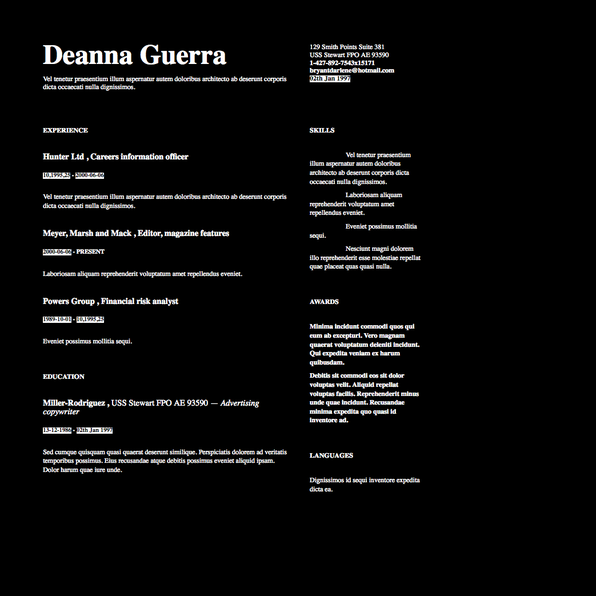 Deanna Guerra
Vel tenetur praesentium illum aspernatur autem doloribus architecto ab deserunt corporis
dicta occaecati nulla dignissimos.
129 Smith Points Suite 381
USS Stewart FPO AE 93590
1-427-892-7543x15171
bryantdarlene@hotmail.com
02th Jan 1997
EXPERIENCE
Hunter Ltd , Careers information officer
10,1995,25 - 2000-06-06
Vel tenetur praesentium illum aspernatur autem doloribus architecto ab deserunt corporis
dicta occaecati nulla dignissimos.
Meyer, Marsh and Mack , Editor, magazine features
2000-06-06 - PRESENT
Laboriosam aliquam reprehenderit voluptatum amet repellendus eveniet.
Powers Group , Financial risk analyst
1989-10-01 - 10,1995,25
Eveniet possimus mollitia sequi.
EDUCATION
Miller-Rodriguez , USS Stewart FPO AE 93590 — Advertising
copywriter
13-12-1986 - 02th Jan 1997
Sed cumque quisquam quasi quaerat deserunt similique. Perspiciatis dolorem ad veritatis
temporibus possimus. Eius recusandae atque debitis possimus eveniet aliquid ipsam.
Dolor harum quae iure unde.
SKILLS
Vel tenetur praesentium
illum aspernatur autem doloribus
architecto ab deserunt corporis dicta
occaecati nulla dignissimos.
Laboriosam aliquam
reprehenderit voluptatum amet
repellendus eveniet.
Eveniet possimus mollitia
sequi.
Nesciunt magni dolorem
illo reprehenderit esse molestiae repellat
quae placeat quas quasi nulla.
AWARDS
Minima incidunt commodi quos qui
eum ab excepturi. Vero magnam
quaerat voluptatum deleniti incidunt.
Qui expedita veniam ex harum
quibusdam.
Debitis sit commodi eos sit dolor
voluptas velit. Aliquid repellat
voluptas facilis. Reprehenderit minus
unde quae incidunt. Recusandae
minima expedita quo quasi id
inventore ad.
LANGUAGES
Dignissimos id sequi inventore expedita
dicta ea.